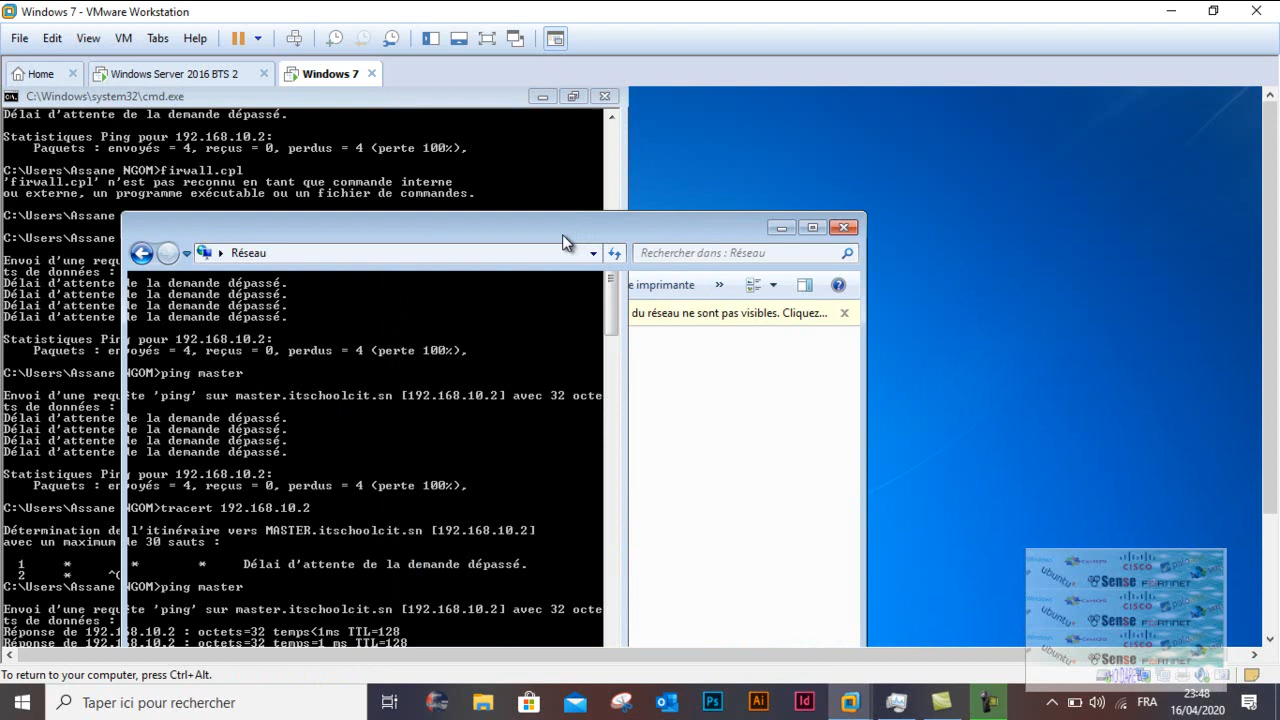 Windows 7 - VMware Workstation
File Edit View VM Tabs Help
Home Windows Server 2016 BTS 2 Windows 7
C:\Windows\system32\cmd.exe
Délai d'attente de la demande dépassé.
Statistiques Ping pour 192.168.10.2:
Paquets : envoyés = 4, reçus = 0, perdus = 4 (perte 100%),
C:\Users\Assane NGOM>firwall.cpl
'firwall.cpl' n'est pas reconnu en tant que commande interne
ou externe, un programme exécutable ou un fichier de commandes.
C:\Users\Assane
C:\Users\Assane
Réseau
Rechercher dans : Réseau
Envoi d'une requ
ts de données :
e imprimante »
Délai d'attente de la demande dépassé.
Délai d'attente de la demande dépassé.
Délai d'attente de la demande dépassé.
Délai d'attente de la demande dépassé.
du réseau ne sont pas visibles. Cliquez...
Statistiques Ping pour 192.168.10.2:
Paquets : envoyés = 4, reçus = 0, perdus = 4 (perte 100%),
C:\Users\Assane NGOM>ping master
Envoi d'une requête 'ping' sur master.itschoolcit.sn [192.168.10.2] avec 32 octe
ts de données :
Délai d'attente de la demande dépassé.
Délai d'attente de la demande dépassé.
Délai d'attente de la demande dépassé.
Délai d'attente de la demande dépassé.
Statistiques Ping pour 192.168.10.2:
Paquets : envoyés = 4, reçus = 0, perdus = 4 (perte 100%),
C:\Users\Assane NGOM>tracert 192.168.10.2
Détermination de l'itinéraire vers MASTER.itschoolcit.sn [192.168.10.2]
avec un maximum de 30 sauts :
1 * * * Délai d'attente de la demande dépassé.
2 * ^C
C:\Users\Assane NGOM>ping master
Envoi d'une requête 'ping' sur master.itschoolcit.sn [192.168.10.2] avec 32 octe
ts de données :
Réponse de 192.168.10.2 : octets=32 temps<1ms TTL=128
Réponse de 192.168.10.2 : octets=32 temps=1 ms TTL=128
ubuntu CISCO
Sense FORTINET
CISCO
ubuntu Sense FORTINET
CISCO
ubuntu Sense FORTINET
To return to your computer, press Ctrl+Alt.
Taper ici pour rechercher
Ps Ai Id
FRA
23:48
16/04/2020